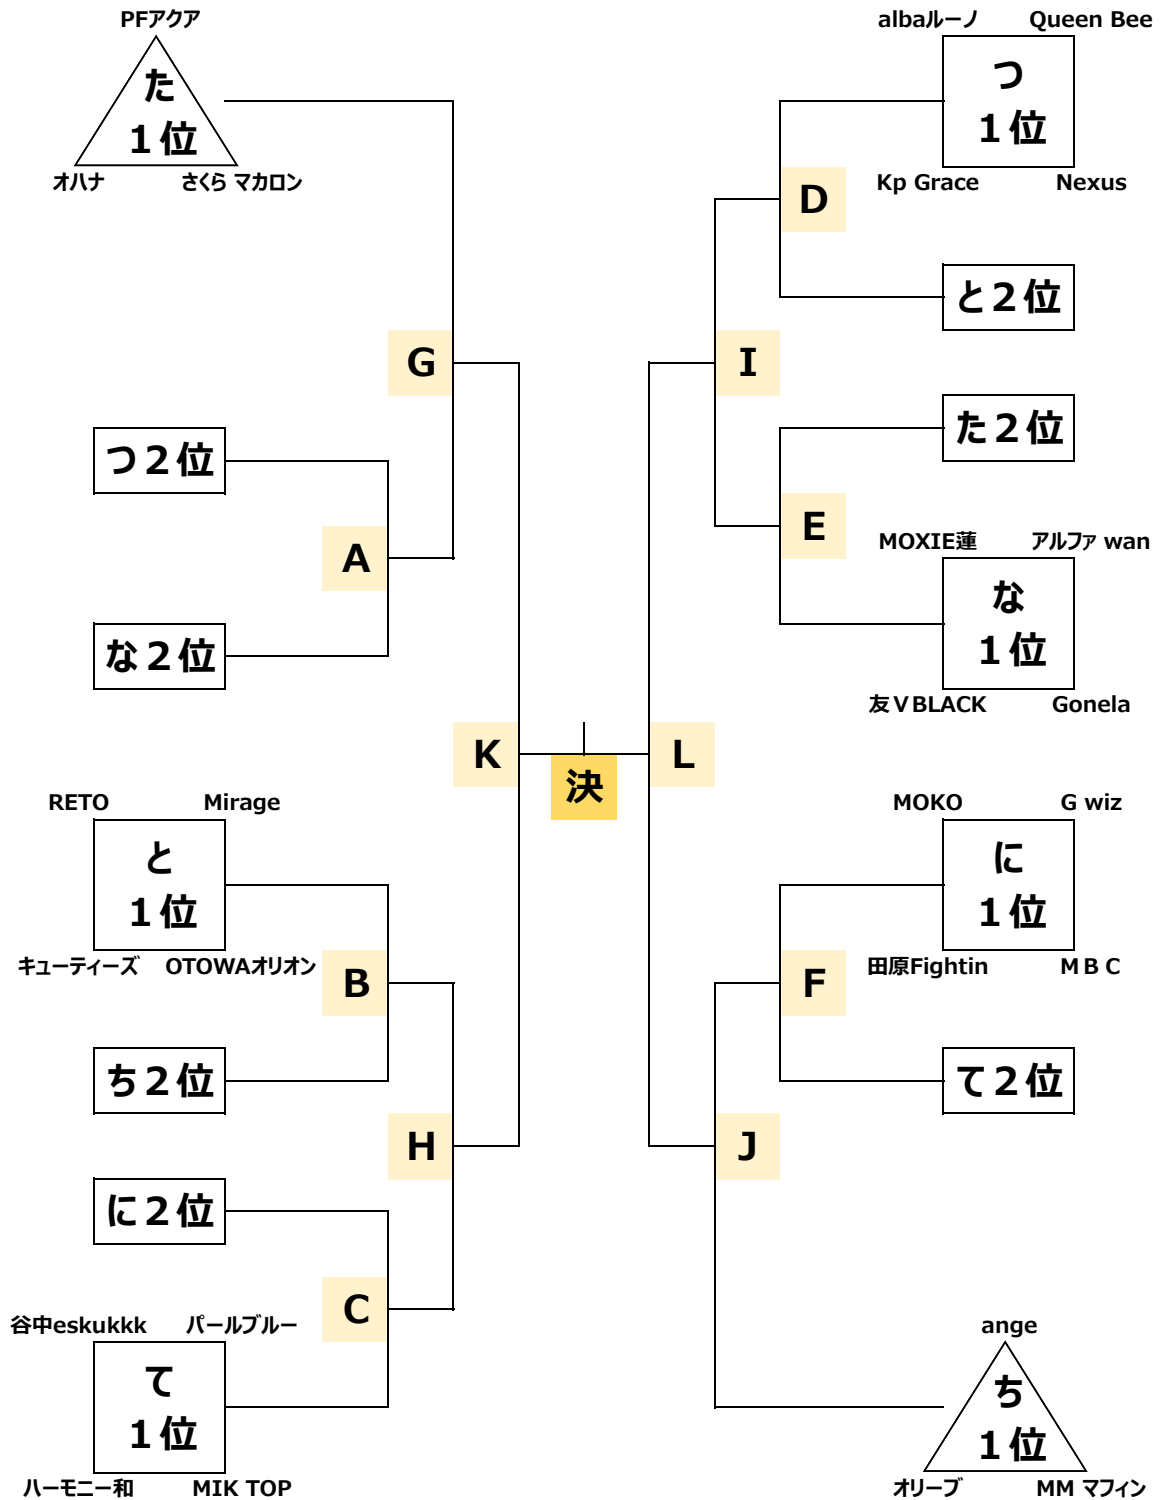 PFアクア
た
１位
オハナ さくら マカロン
G
つ２位
A
な２位
K
RETO Mirage
と
１位
キューティーズ OTOWAオリオン
B
ち２位
H
に２位
C
谷中eskukkk パールブルー
て
１位
ハーモニー和 MIK TOP
決
albaルーノ Queen Bee
つ
１位
Kp Grace Nexus
D
と２位
I
た２位
E
MOXIE蓮 アルファ wan
な
１位
友ＶBLACK Gonela
L
MOKO G wiz
に
１位
田原Fightin ＭＢＣ
F
て２位
J
ange
ち
１位
オリーブ MM マフィン